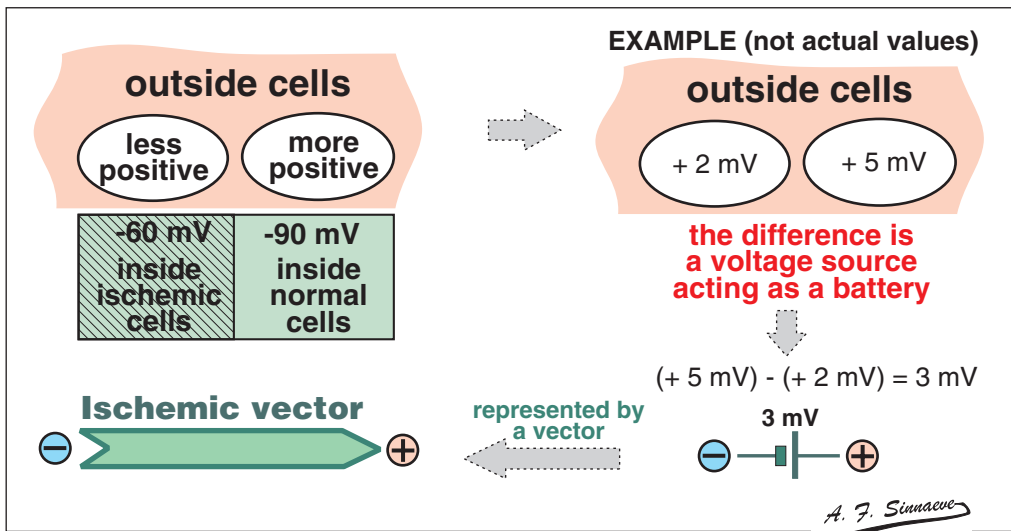 outside cells
less
positive
more
positive
-60 mV
inside
ischemic
cells
-90 mV
inside
normal
cells
EXAMPLE (not actual values)
outside cells
+ 2 mV
+ 5 mV
the difference is
a voltage source
acting as a battery
(+ 5 mV) - (+ 2 mV) = 3 mV
3 mV
− +
represented by
a vector
Ischemic vector
− +
A. F. Sinnaeve